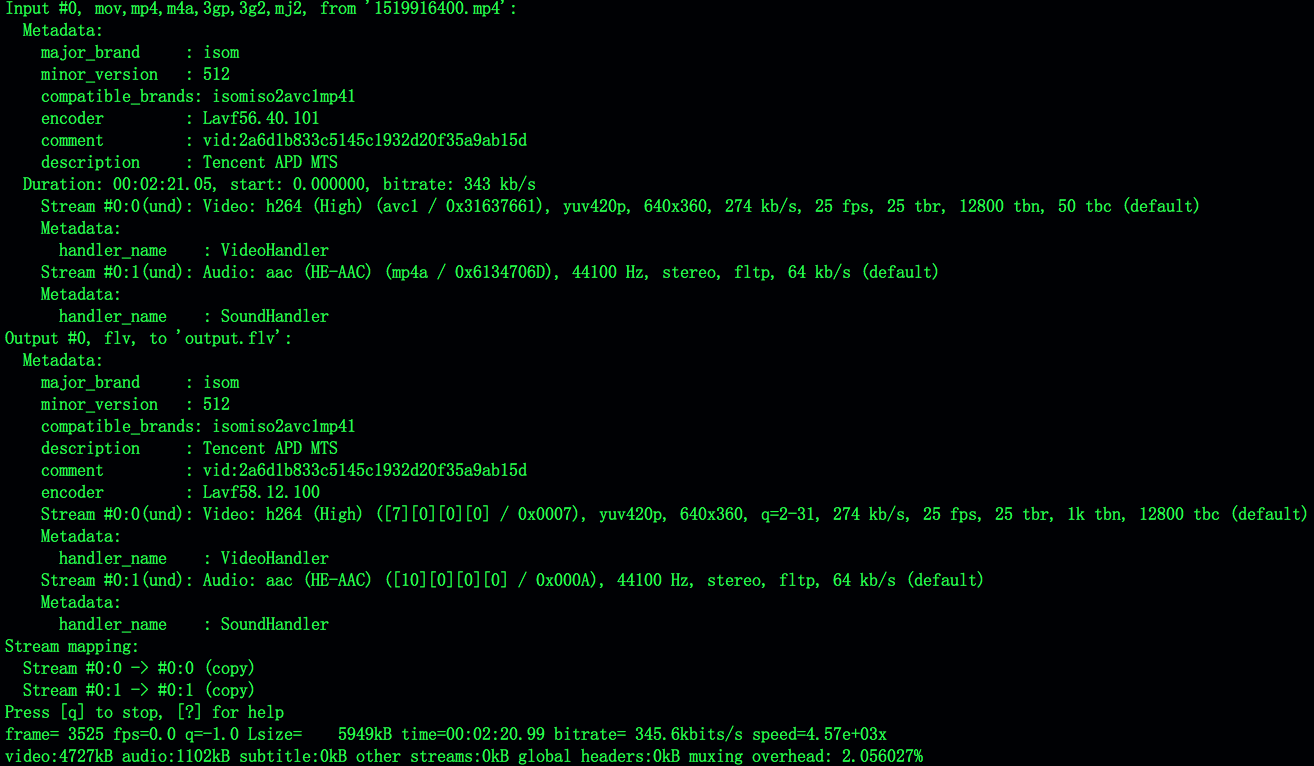 Input #0, mov,mp4,m4a,3gp,3g2,mj2, from '1519916400.mp4':
  Metadata:
    major_brand     : isom
    minor_version   : 512
    compatible_brands: isomiso2avc1mp41
    encoder         : Lavf56.40.101
    comment         : vid:2a6d1b833c5145c1932d20f35a9ab15d
    description     : Tencent APD MTS
  Duration: 00:02:21.05, start: 0.000000, bitrate: 343 kb/s
    Stream #0:0(und): Video: h264 (High) (avc1 / 0x31637661), yuv420p, 640x360, 274 kb/s, 25 fps, 25 tbr, 12800 tbn, 50 tbc (default)
    Metadata:
      handler_name    : VideoHandler
    Stream #0:1(und): Audio: aac (HE-AAC) (mp4a / 0x6134706D), 44100 Hz, stereo, fltp, 64 kb/s (default)
    Metadata:
      handler_name    : SoundHandler
Output #0, flv, to 'output.flv':
  Metadata:
    major_brand     : isom
    minor_version   : 512
    compatible_brands: isomiso2avc1mp41
    description     : Tencent APD MTS
    comment         : vid:2a6d1b833c5145c1932d20f35a9ab15d
    encoder         : Lavf58.12.100
    Stream #0:0(und): Video: h264 (High) ([7][0][0][0] / 0x0007), yuv420p, 640x360, q=2-31, 274 kb/s, 25 fps, 25 tbr, 1k tbn, 12800 tbc (default)
    Metadata:
      handler_name    : VideoHandler
    Stream #0:1(und): Audio: aac (HE-AAC) ([10][0][0][0] / 0x000A), 44100 Hz, stereo, fltp, 64 kb/s (default)
    Metadata:
      handler_name    : SoundHandler
Stream mapping:
  Stream #0:0 -> #0:0 (copy)
  Stream #0:1 -> #0:1 (copy)
Press [q] to stop, [?] for help
frame= 3525 fps=0.0 q=-1.0 Lsize=    5949kB time=00:02:20.99 bitrate= 345.6kbits/s speed=4.57e+03x
video:4727kB audio:1102kB subtitle:0kB other streams:0kB global headers:0kB muxing overhead: 2.056027%